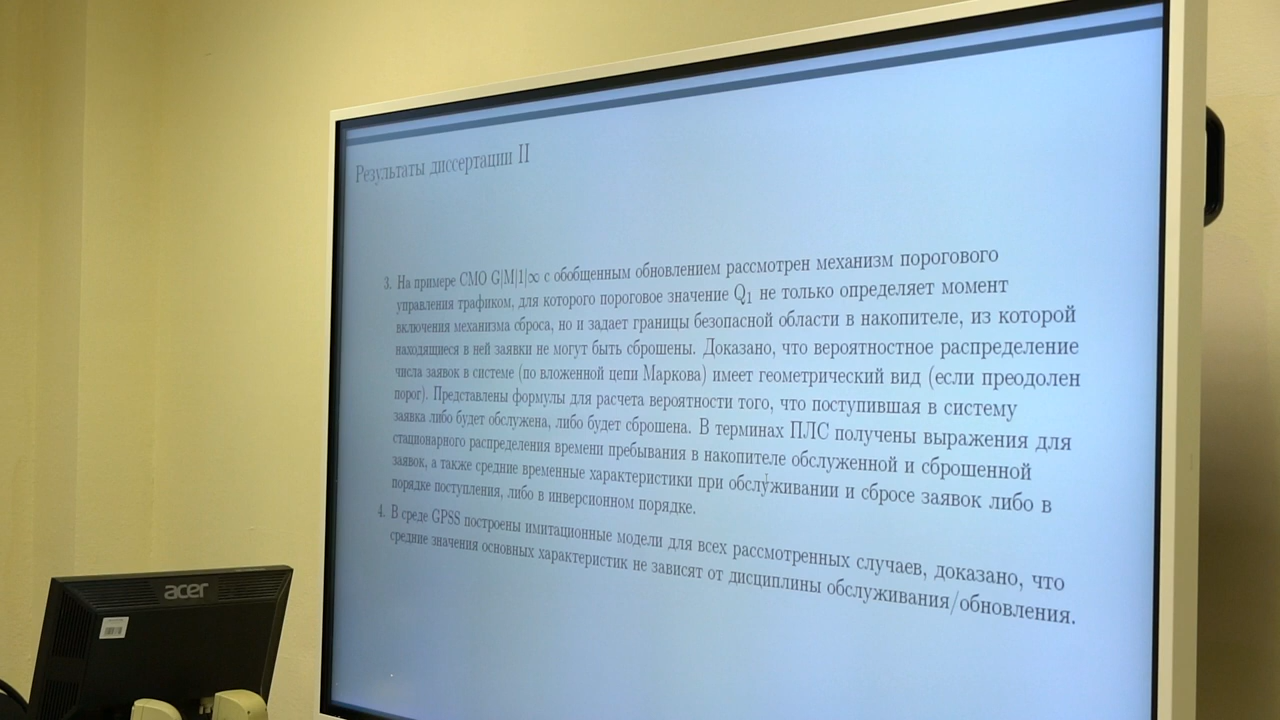 Результаты диссертации II
3. На примере СМО G|M|1|∞ с обобщенным обновлением рассмотрен механизм порогового
управления трафиком, для которого пороговое значение Q1 не только определяет момент
включения механизма сброса, но и задает границы безопасной области в накопителе, из которой
находящиеся в ней заявки не могут быть сброшены. Доказано, что вероятностное распределение
числа заявок в системе (по вложенной цепи Маркова) имеет геометрический вид (если преодолен
порог). Представлены формулы для расчета вероятности того, что поступившая в систему
заявка либо будет обслужена, либо будет сброшена. В терминах ПЛС получены выражения для
стационарного распределения времени пребывания в накопителе обслуженной и сброшенной
заявок, а также средние временные характеристики при обслуживании и сбросе заявок либо в
порядке поступления, либо в инверсионном порядке.
4. В среде GPSS построены имитационные модели для всех рассмотренных случаев, доказано, что
средние значения основных характеристик не зависят от дисциплины обслуживания/обновления.
acer